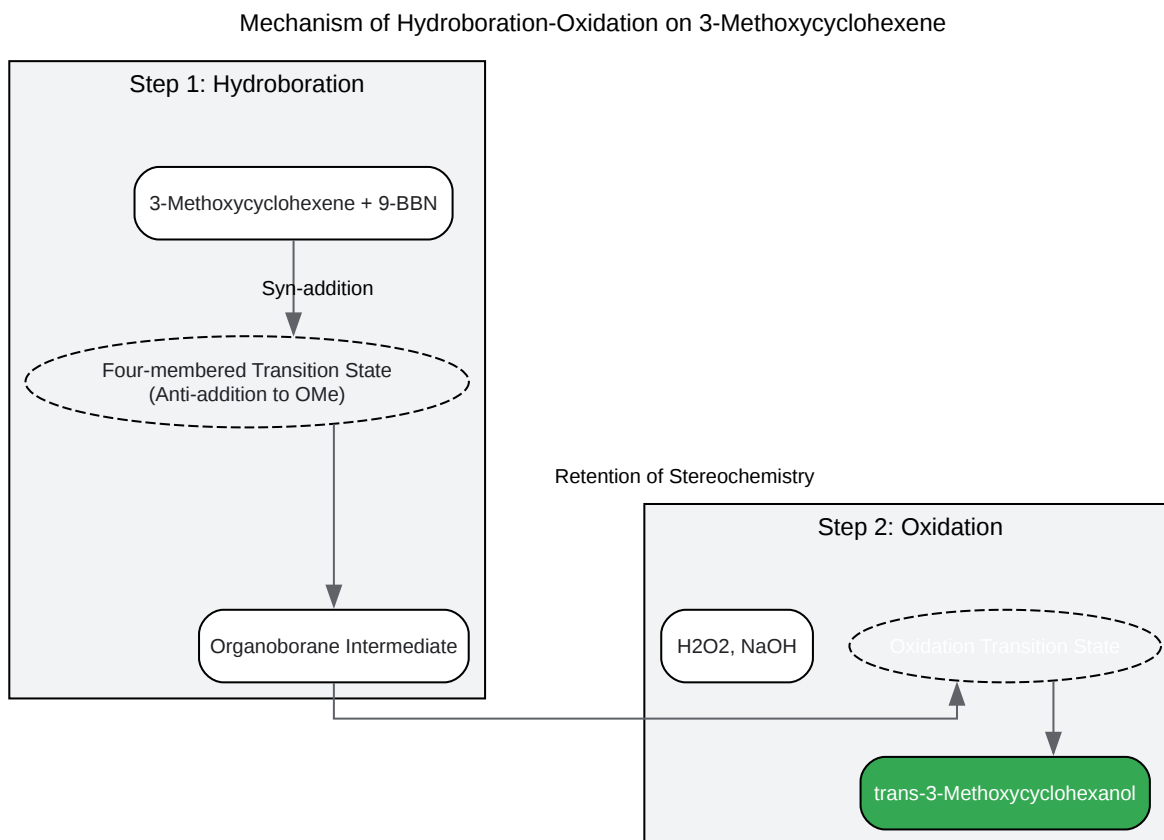 Mechanism of Hydroboration-Oxidation on 3-Methoxycyclohexene
Step 1: Hydroboration
3-Methoxycyclohexene + 9-BBN
Syn-addition
Four-membered Transition State
(Anti-addition to OMe)
Organoborane Intermediate
Retention of Stereochemistry
Step 2: Oxidation
H2O2, NaOH
Oxidation Transition State
trans-3-Methoxycyclohexanol